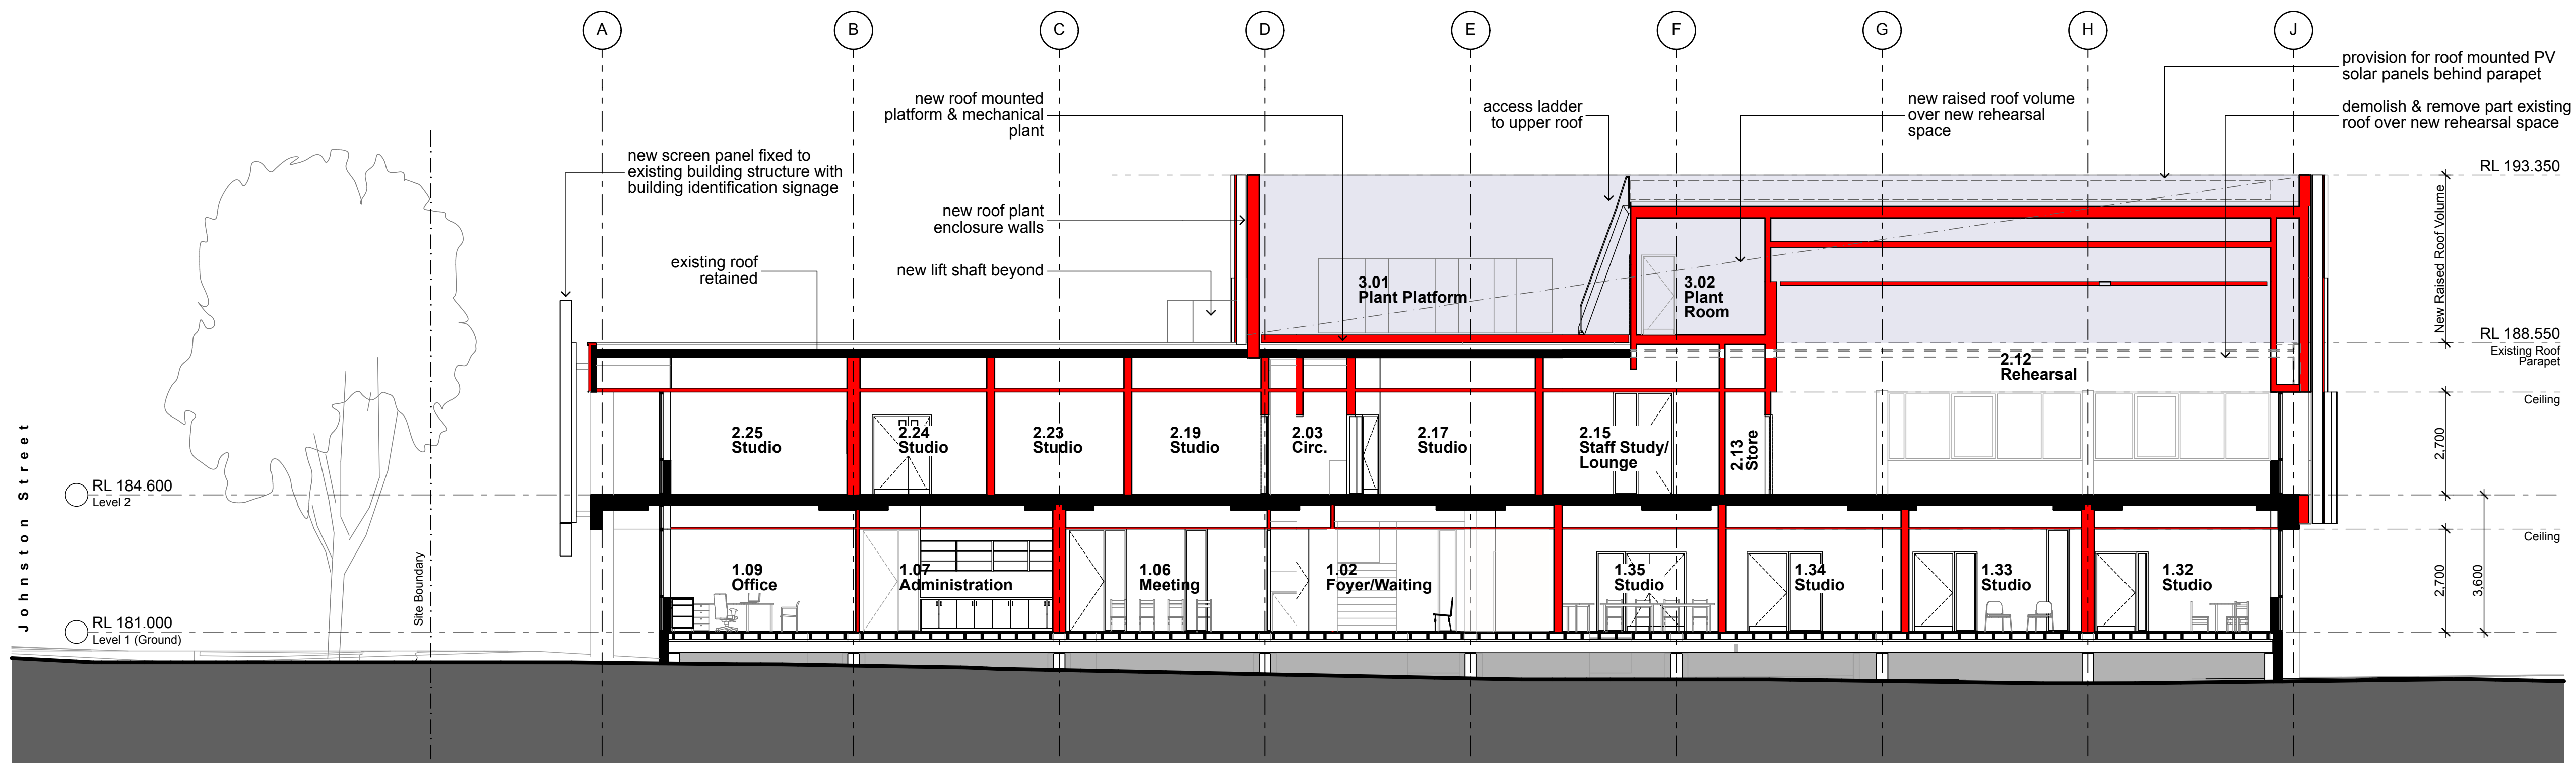 A
B
C
D
E
F
G
H
J
provision for roof mounted PV
solar panels behind parapet
new roof mounted
platform & mechanical
plant
access ladder
to upper roof
new raised roof volume
over new rehearsal
space
demolish & remove part existing
roof over new rehearsal space
new screen panel fixed to
existing building structure with
building identification signage
RL 193.350
New Raised Roof Volume
new roof plant
enclosure walls
existing roof
retained
new lift shaft beyond
3.01
Plant Platform
3.02
Plant
Room
RL 188.550
Existing Roof
Parapet
2.12
Rehearsal
Ceiling
2.25
Studio
2.24
Studio
2.23
Studio
2.19
Studio
2.03
Circ.
2.17
Studio
2.15
Staff Study/
Lounge
2.13
Store
2,700
Johnston Street
RL 184.600
Level 2
Ceiling
Site Boundary
1.09
Office
1.07
Administration
1.06
Meeting
1.02
Foyer/Waiting
1.35
Studio
1.34
Studio
1.33
Studio
1.32
Studio
2,700
3,600
RL 181.000
Level 1 (Ground)